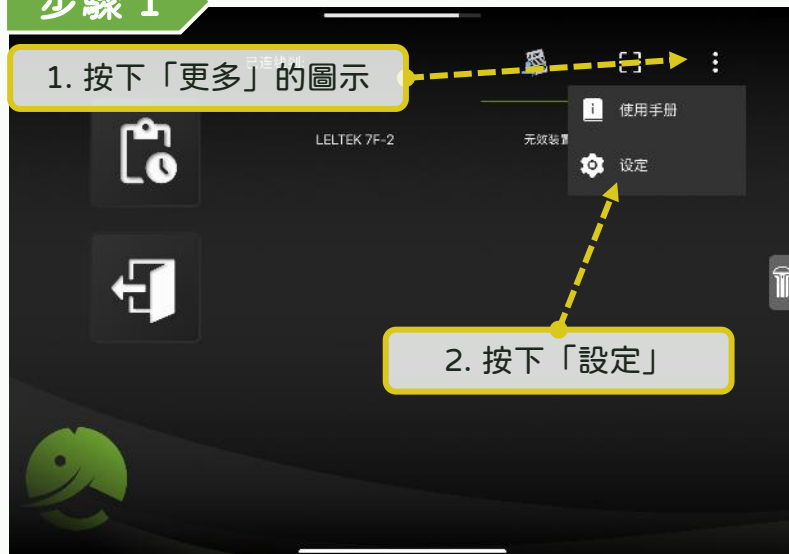 步驟 1
1. 按下「更多」的圖示
使用手册
LELTEK 7F-2
无效装置
设定
2. 按下「設定」